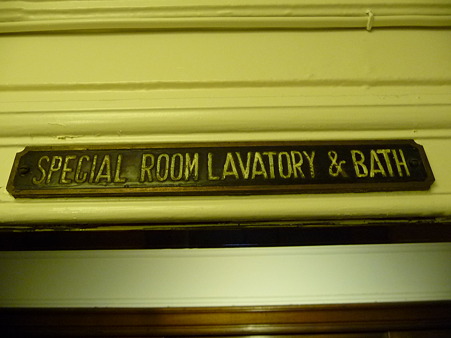 SPECIAL ROOM LAVATORY & BATH